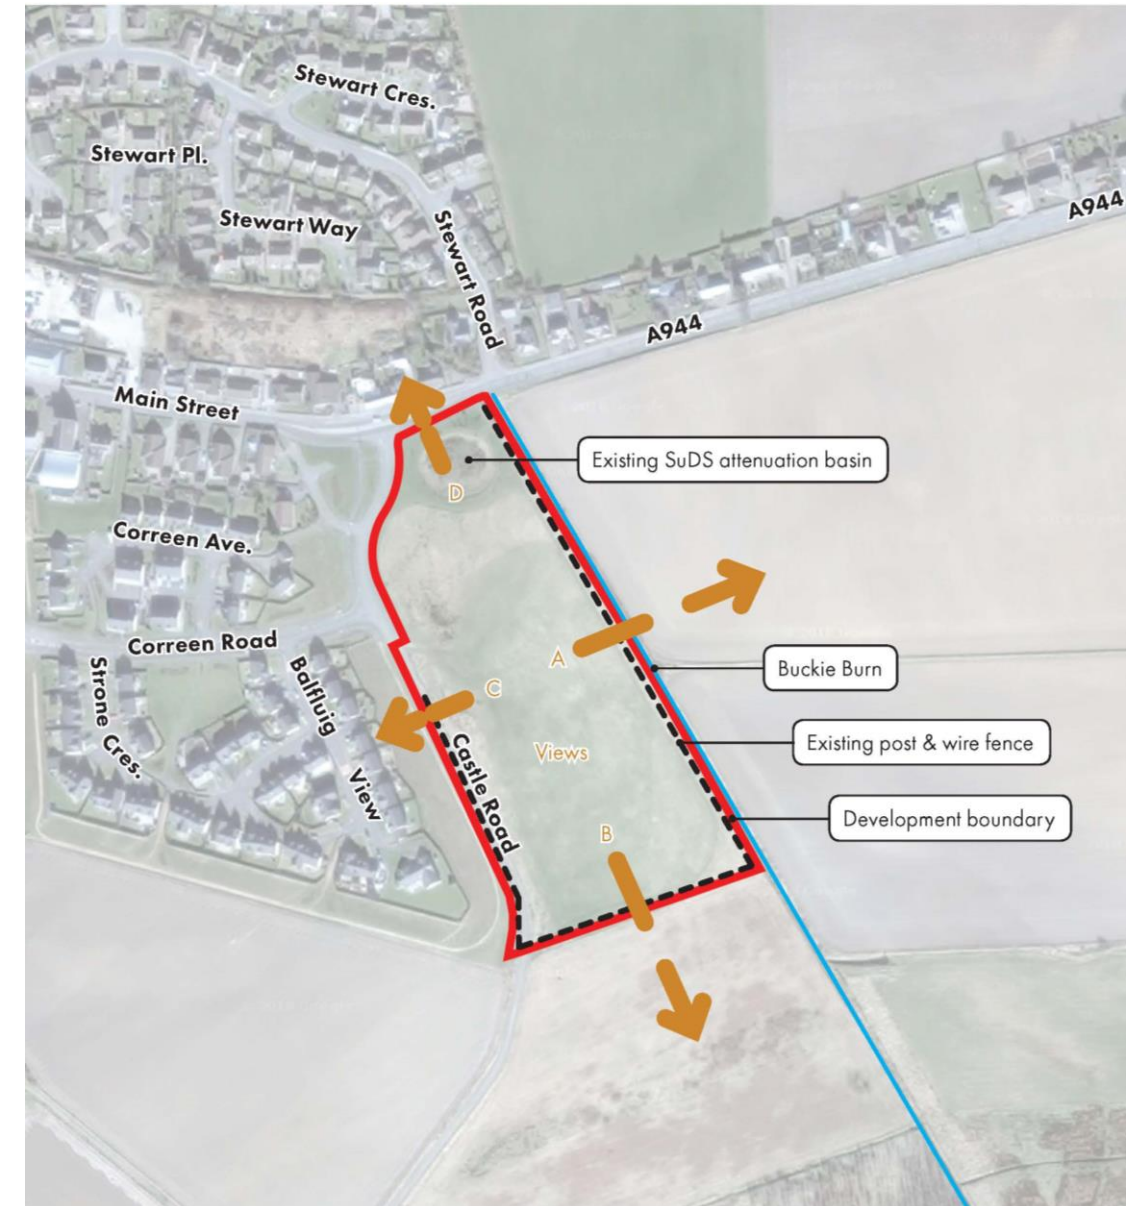 Stewart Cres.
Stewart Pl.
Stewart Way
Stewart Road
A944
A944
Main Street
Existing SuDS attenuation basin
D
Correen Ave.
Correen Road
A
Buckie Burn
C
Strone Cres.
Balfluig View
Castle Road
Views
Existing post & wire fence
B
Development boundary